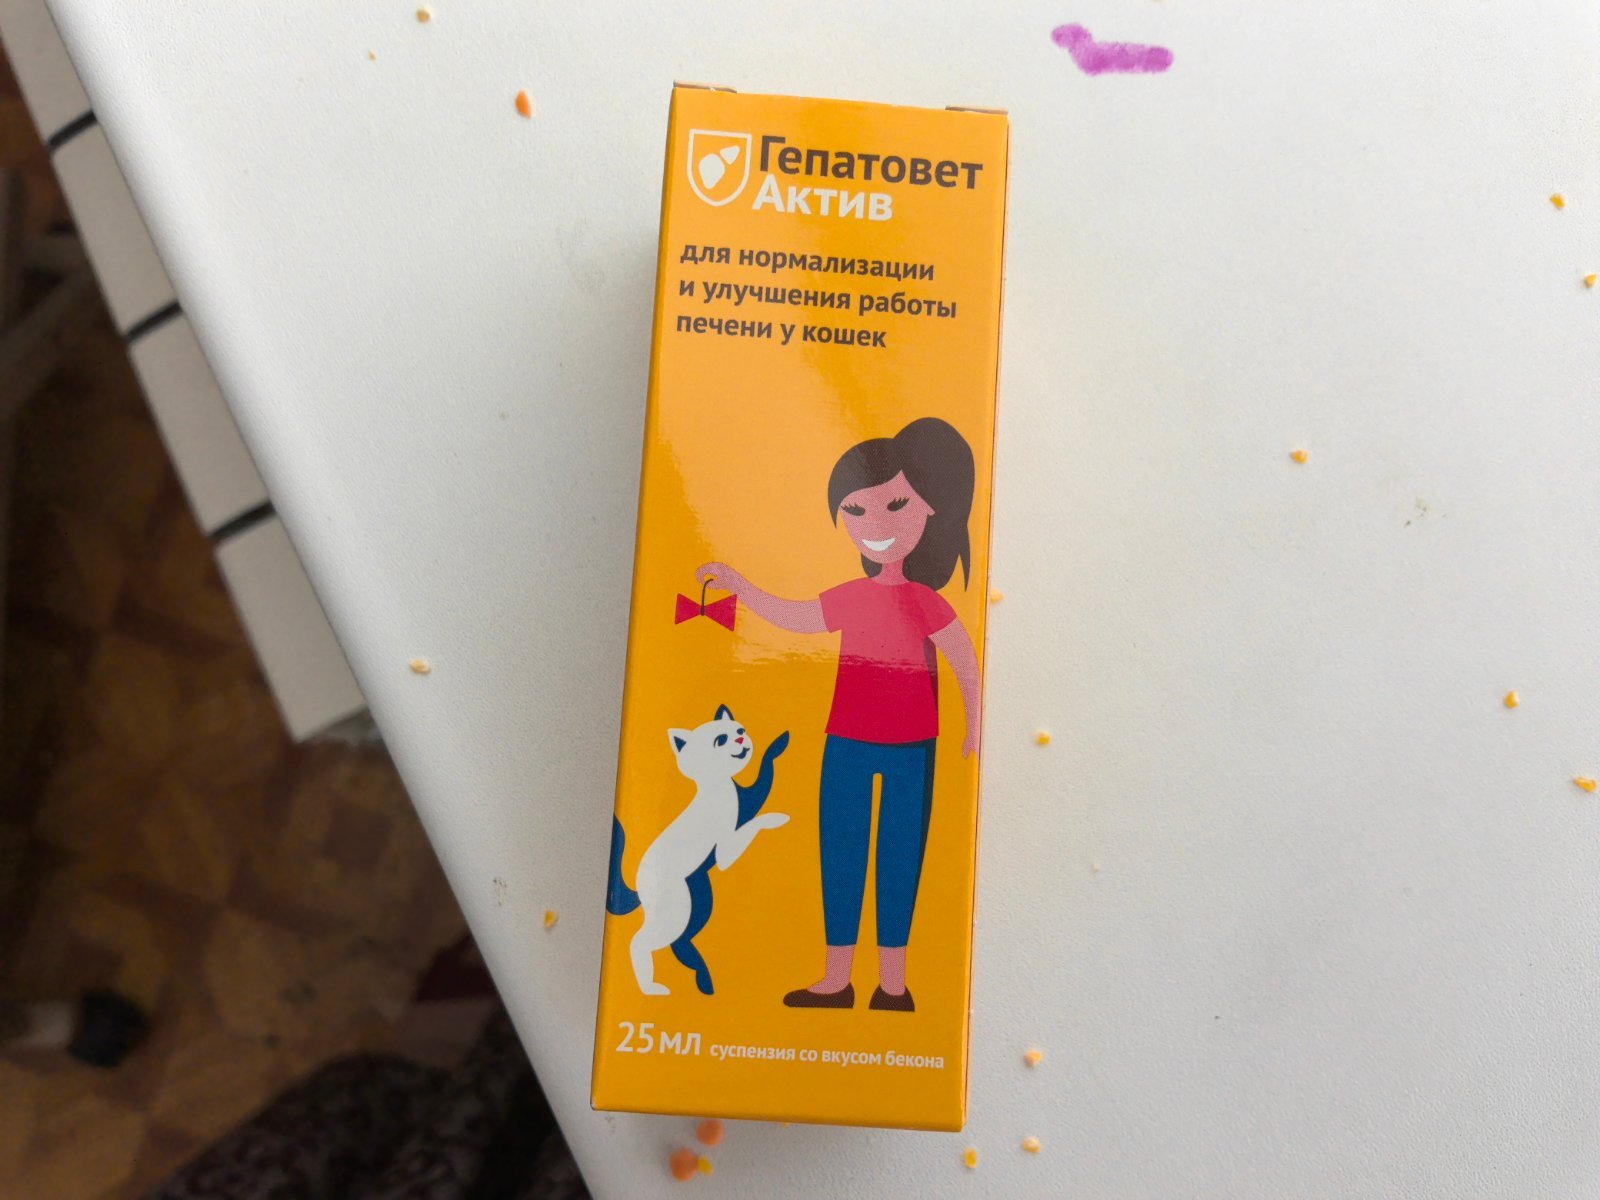 Гепатовет
Актив
для нормализации
и улучшения работы
печени у кошек
25 мл суспензия со вкусом бекона